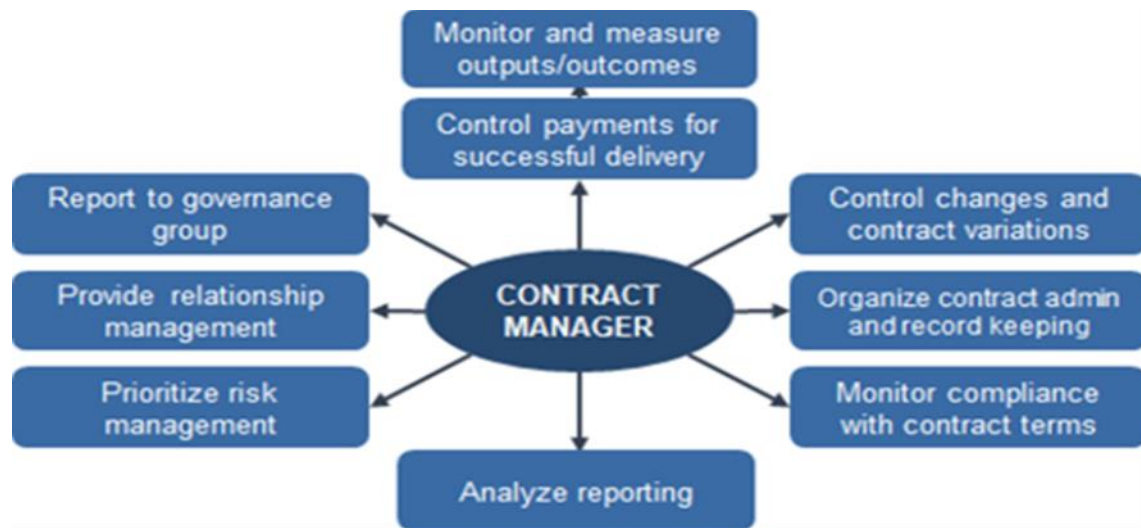 Monitor and measure
outputs/outcomes
Control payments for
successful delivery
Report to governance
group
Control changes and
contract variations
Provide relationship
management
CONTRACT
MANAGER
Organize contract admin
and record keeping
Prioritize risk
management
Monitor compliance
with contract terms
Analyze reporting